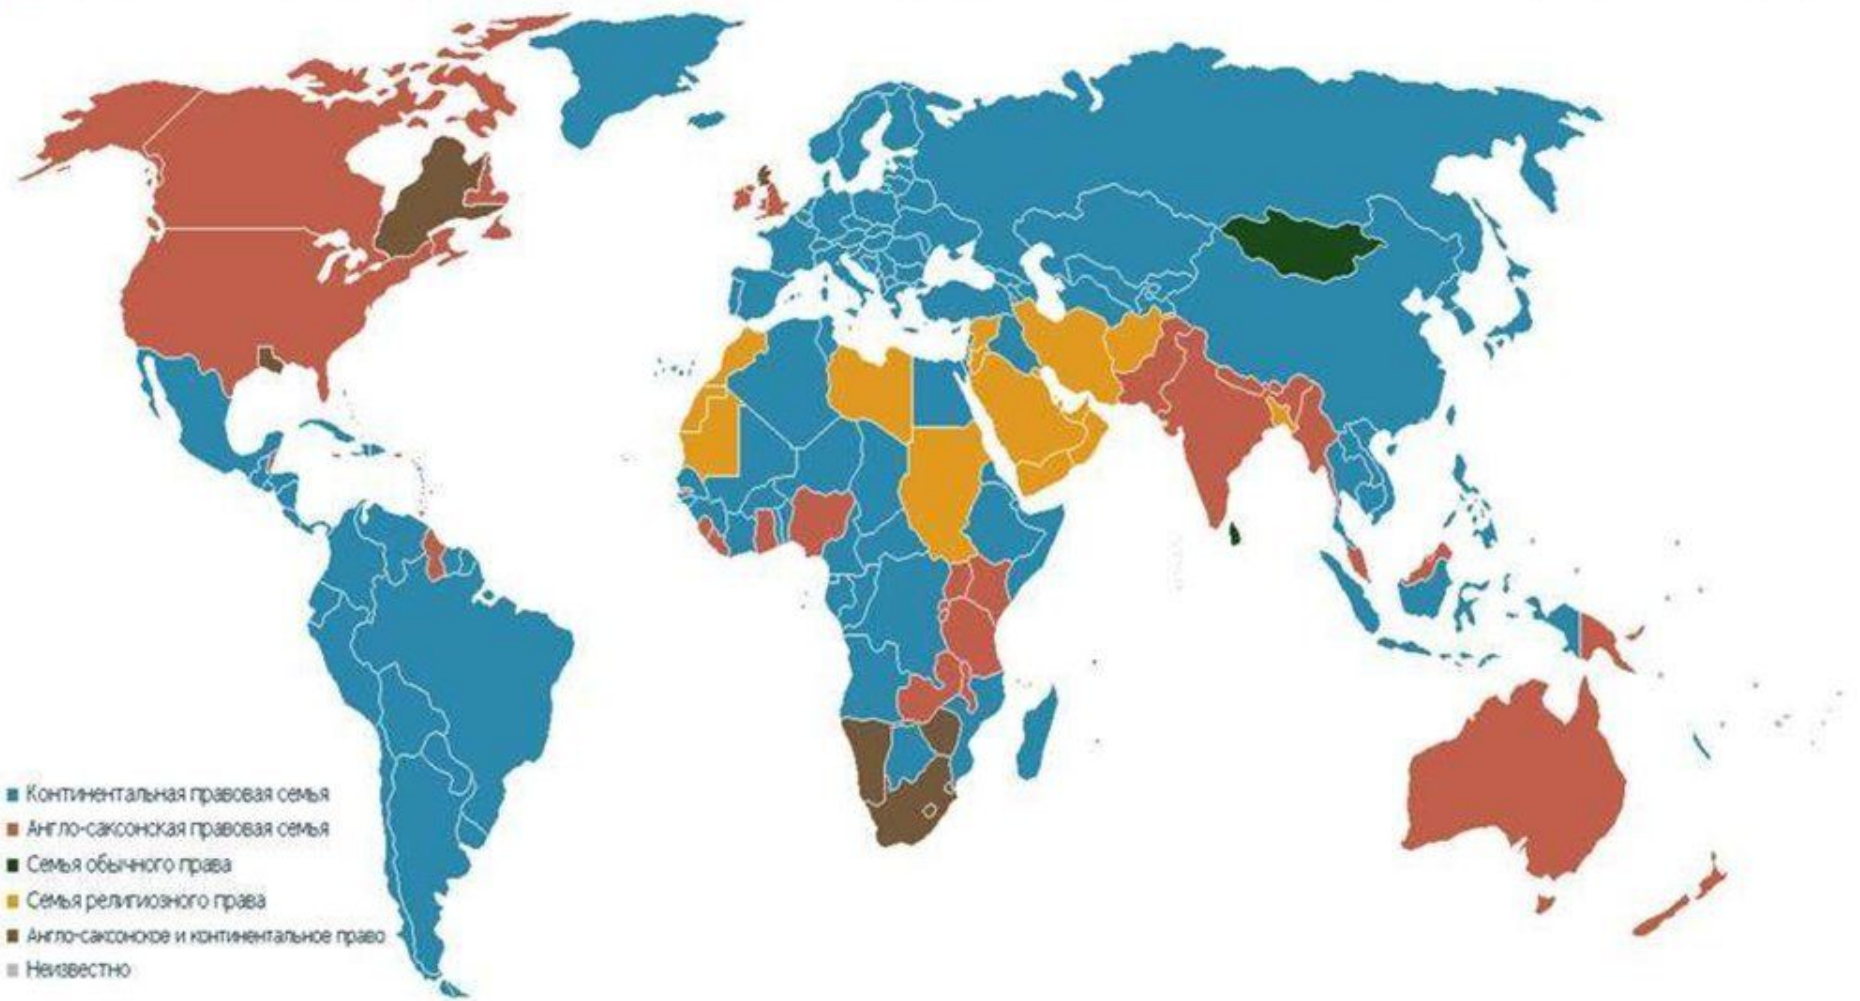 Континентальная правовая семья
Англо-саксонская правовая семья
Семья обычного права
Семья религиозного права
Англо-саксонское и континентальное право
Неизвестно